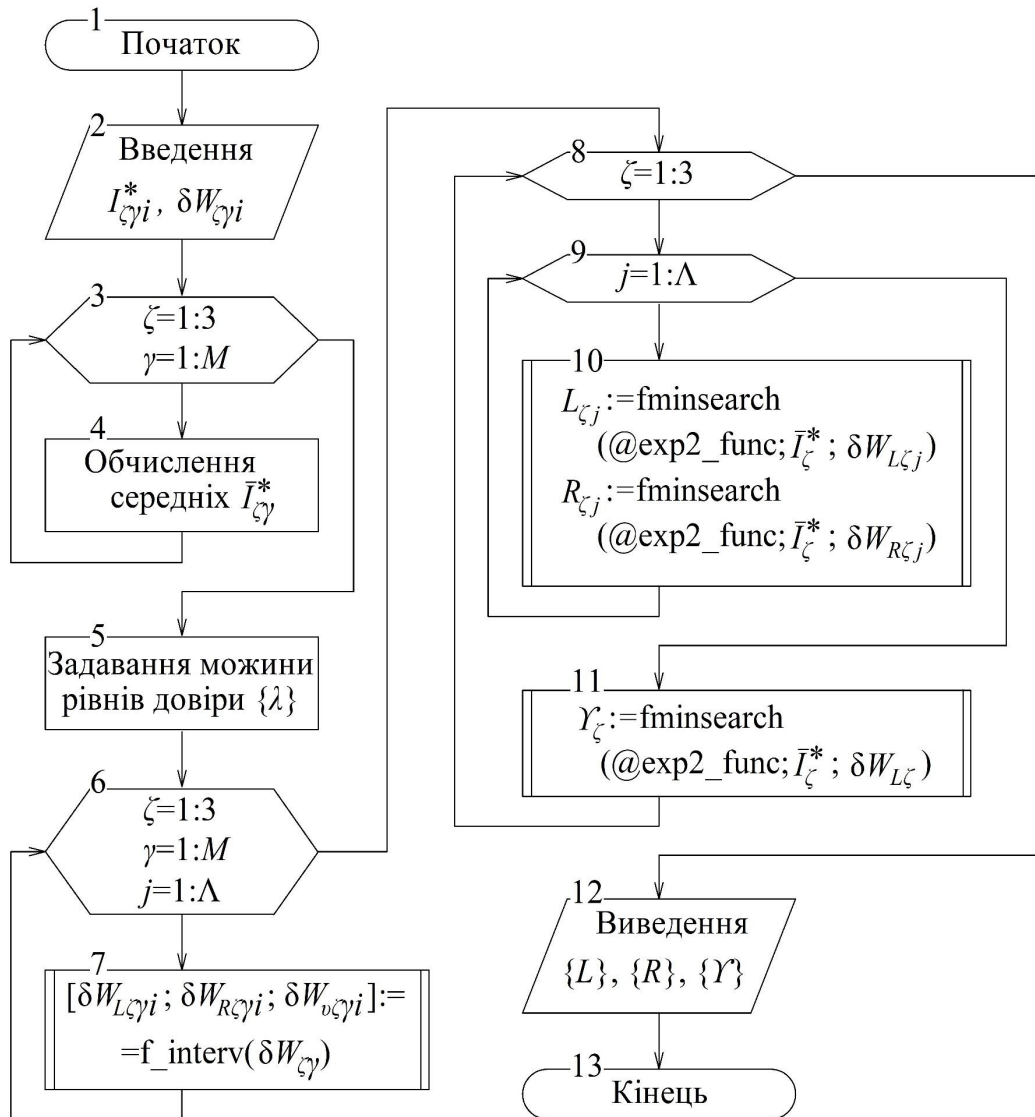 1
Початок
2
Введення
I*ζγi, δWζγi
3
ζ=1:3
γ=1:M
4
Обчислення
середніх Ī*ζγ
5
Задавання можини
рівнів довіри {λ}
6
ζ=1:3
γ=1:M
j=1:Λ
7
[δWLζγi; δWRζγi; δWυζγi]:=
=f_interv(δWζγ)
8
ζ=1:3
9
j=1:Λ
10
Lζj:=fminsearch
(@exp2_func; Ī*ζ; δWLζj)
Rζj:=fminsearch
(@exp2_func; Ī*ζ; δWRζj)
11
ϒζ:=fminsearch
(@exp2_func; Ī*ζ; δWLζ)
12
Виведення
{L}, {R}, {ϒ}
13
Кінець